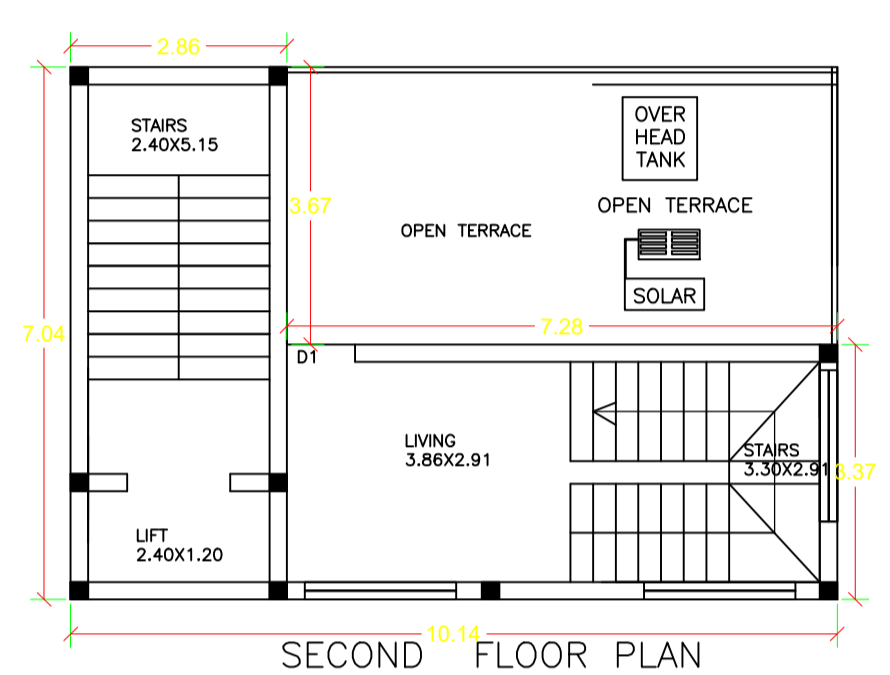 2.86
STAIRS
2.40X5.15
OVER
HEAD
TANK
3.67
OPEN TERRACE
OPEN TERRACE
SOLAR
7.04
7.28
D1
LIVING
3.86X2.91
STAIRS
3.30X2.91
3.37
LIFT
2.40X1.20
10.14
SECOND FLOOR PLAN